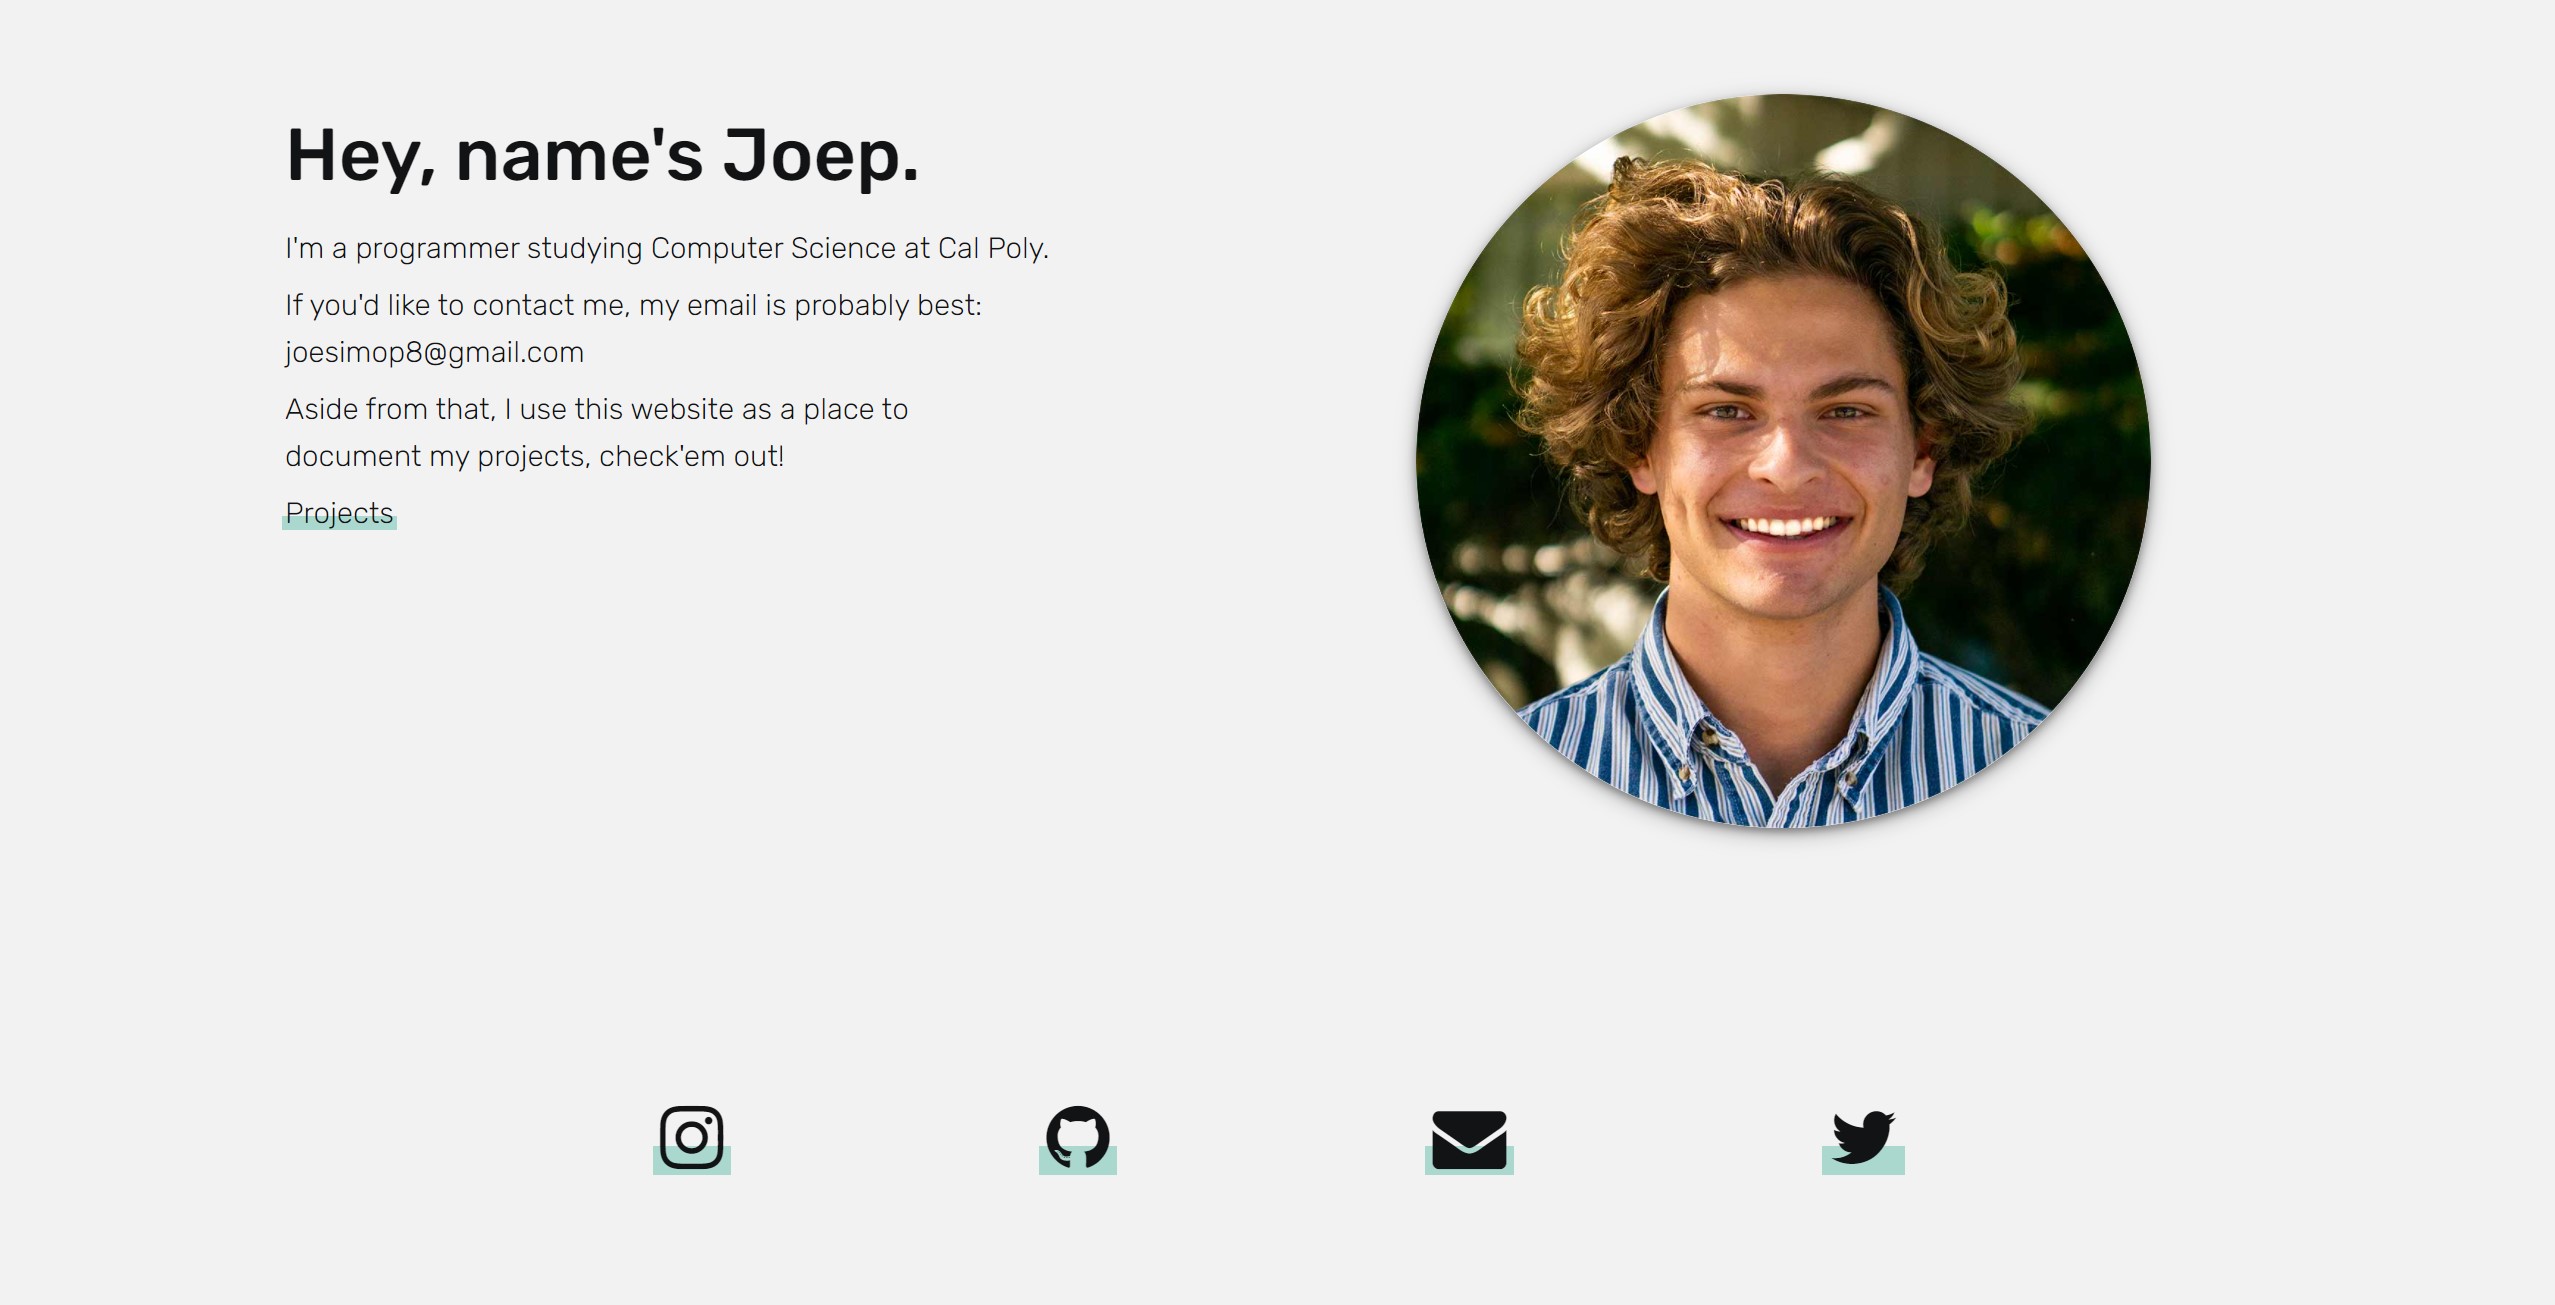 Hey, name's Joep.
I'm a programmer studying Computer Science at Cal Poly.
If you'd like to contact me, my email is probably best:
joesimop8@gmail.com
Aside from that, I use this website as a place to
document my projects, check'em out!
Projects